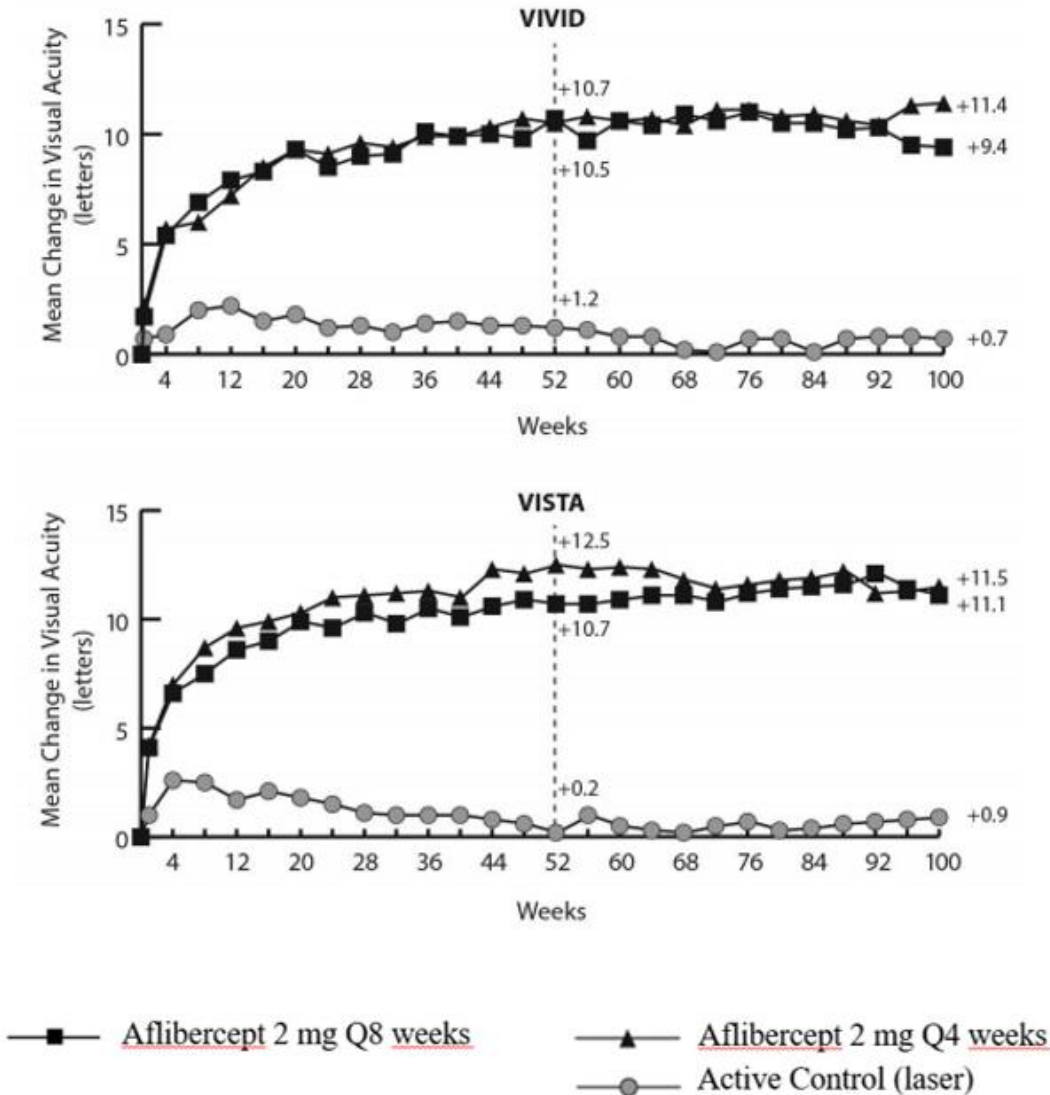 VIVID
15
10
5
0
Mean Change in Visual Acuity
(letters)
+10.7
+10.5
+1.2
+11.4
+9.4
+0.7
4 12 20 28 36 44 52 60 68 76 84 92 100
Weeks
VISTA
15
10
5
0
Mean Change in Visual Acuity
(letters)
+12.5
+10.7
+0.2
+11.5
+11.1
+0.9
4 12 20 28 36 44 52 60 68 76 84 92 100
Weeks
Aflibercept 2 mg Q8 weeks
Aflibercept 2 mg Q4 weeks
Active Control (laser)